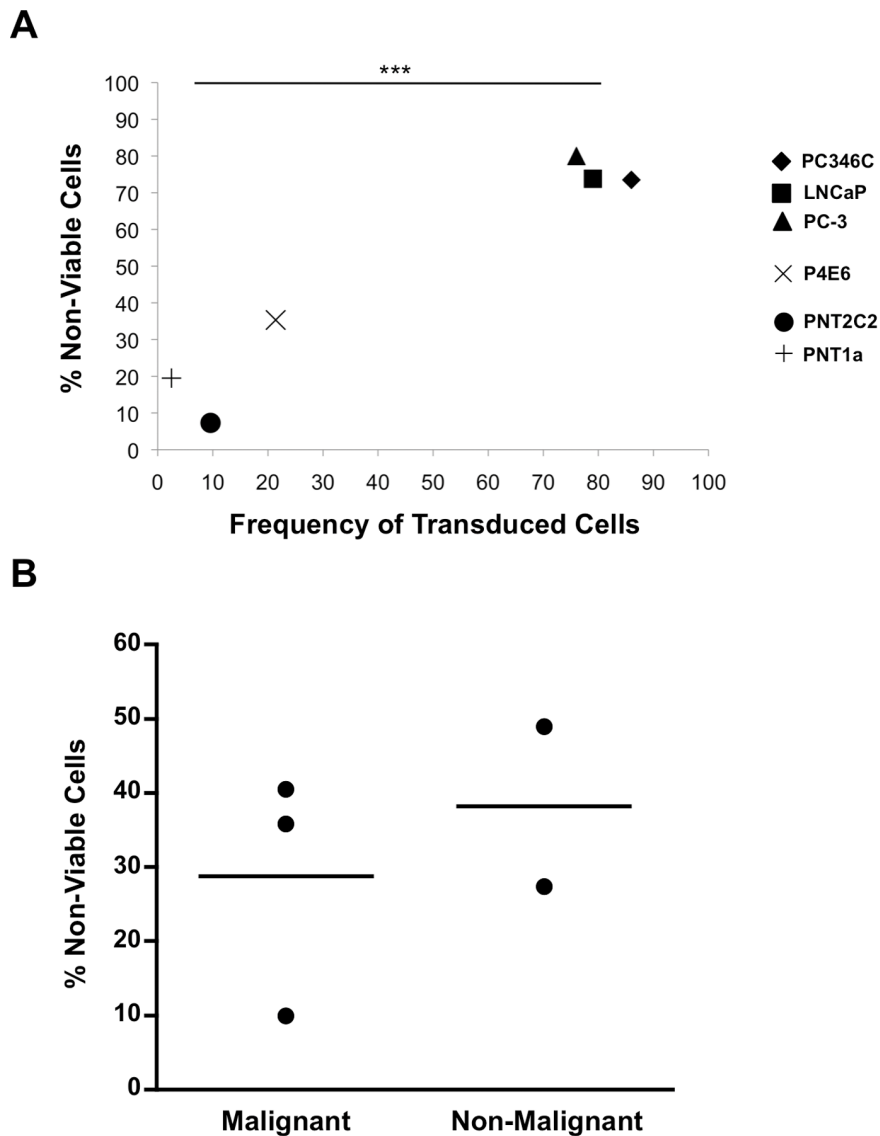 A
***
100
90
80
70
60
50
40
30
20
10
0
% Non-Viable Cells
0 10 20 30 40 50 60 70 80 90 100
Frequency of Transduced Cells
PC346C
LNCaP
PC-3
P4E6
PNT2C2
PNT1a
B
60
50
40
30
20
10
0
% Non-Viable Cells
Malignant Non-Malignant